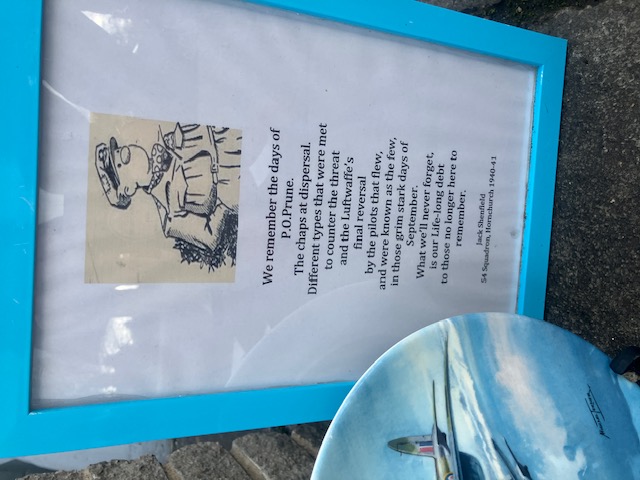 We remember the days of
P.O.Prune.
The chaps at dispersal.
Different types that were met
to counter the threat
and the Luftwaffe's
final reversal
by the pilots that flew,
and were known as the few,
in those grim stark days of
September.
What we'll never forget,
is our Life-long debt
to those no longer here to
remember.
Jack Shenfield
54 Squadron, Hornchurch 1940-41